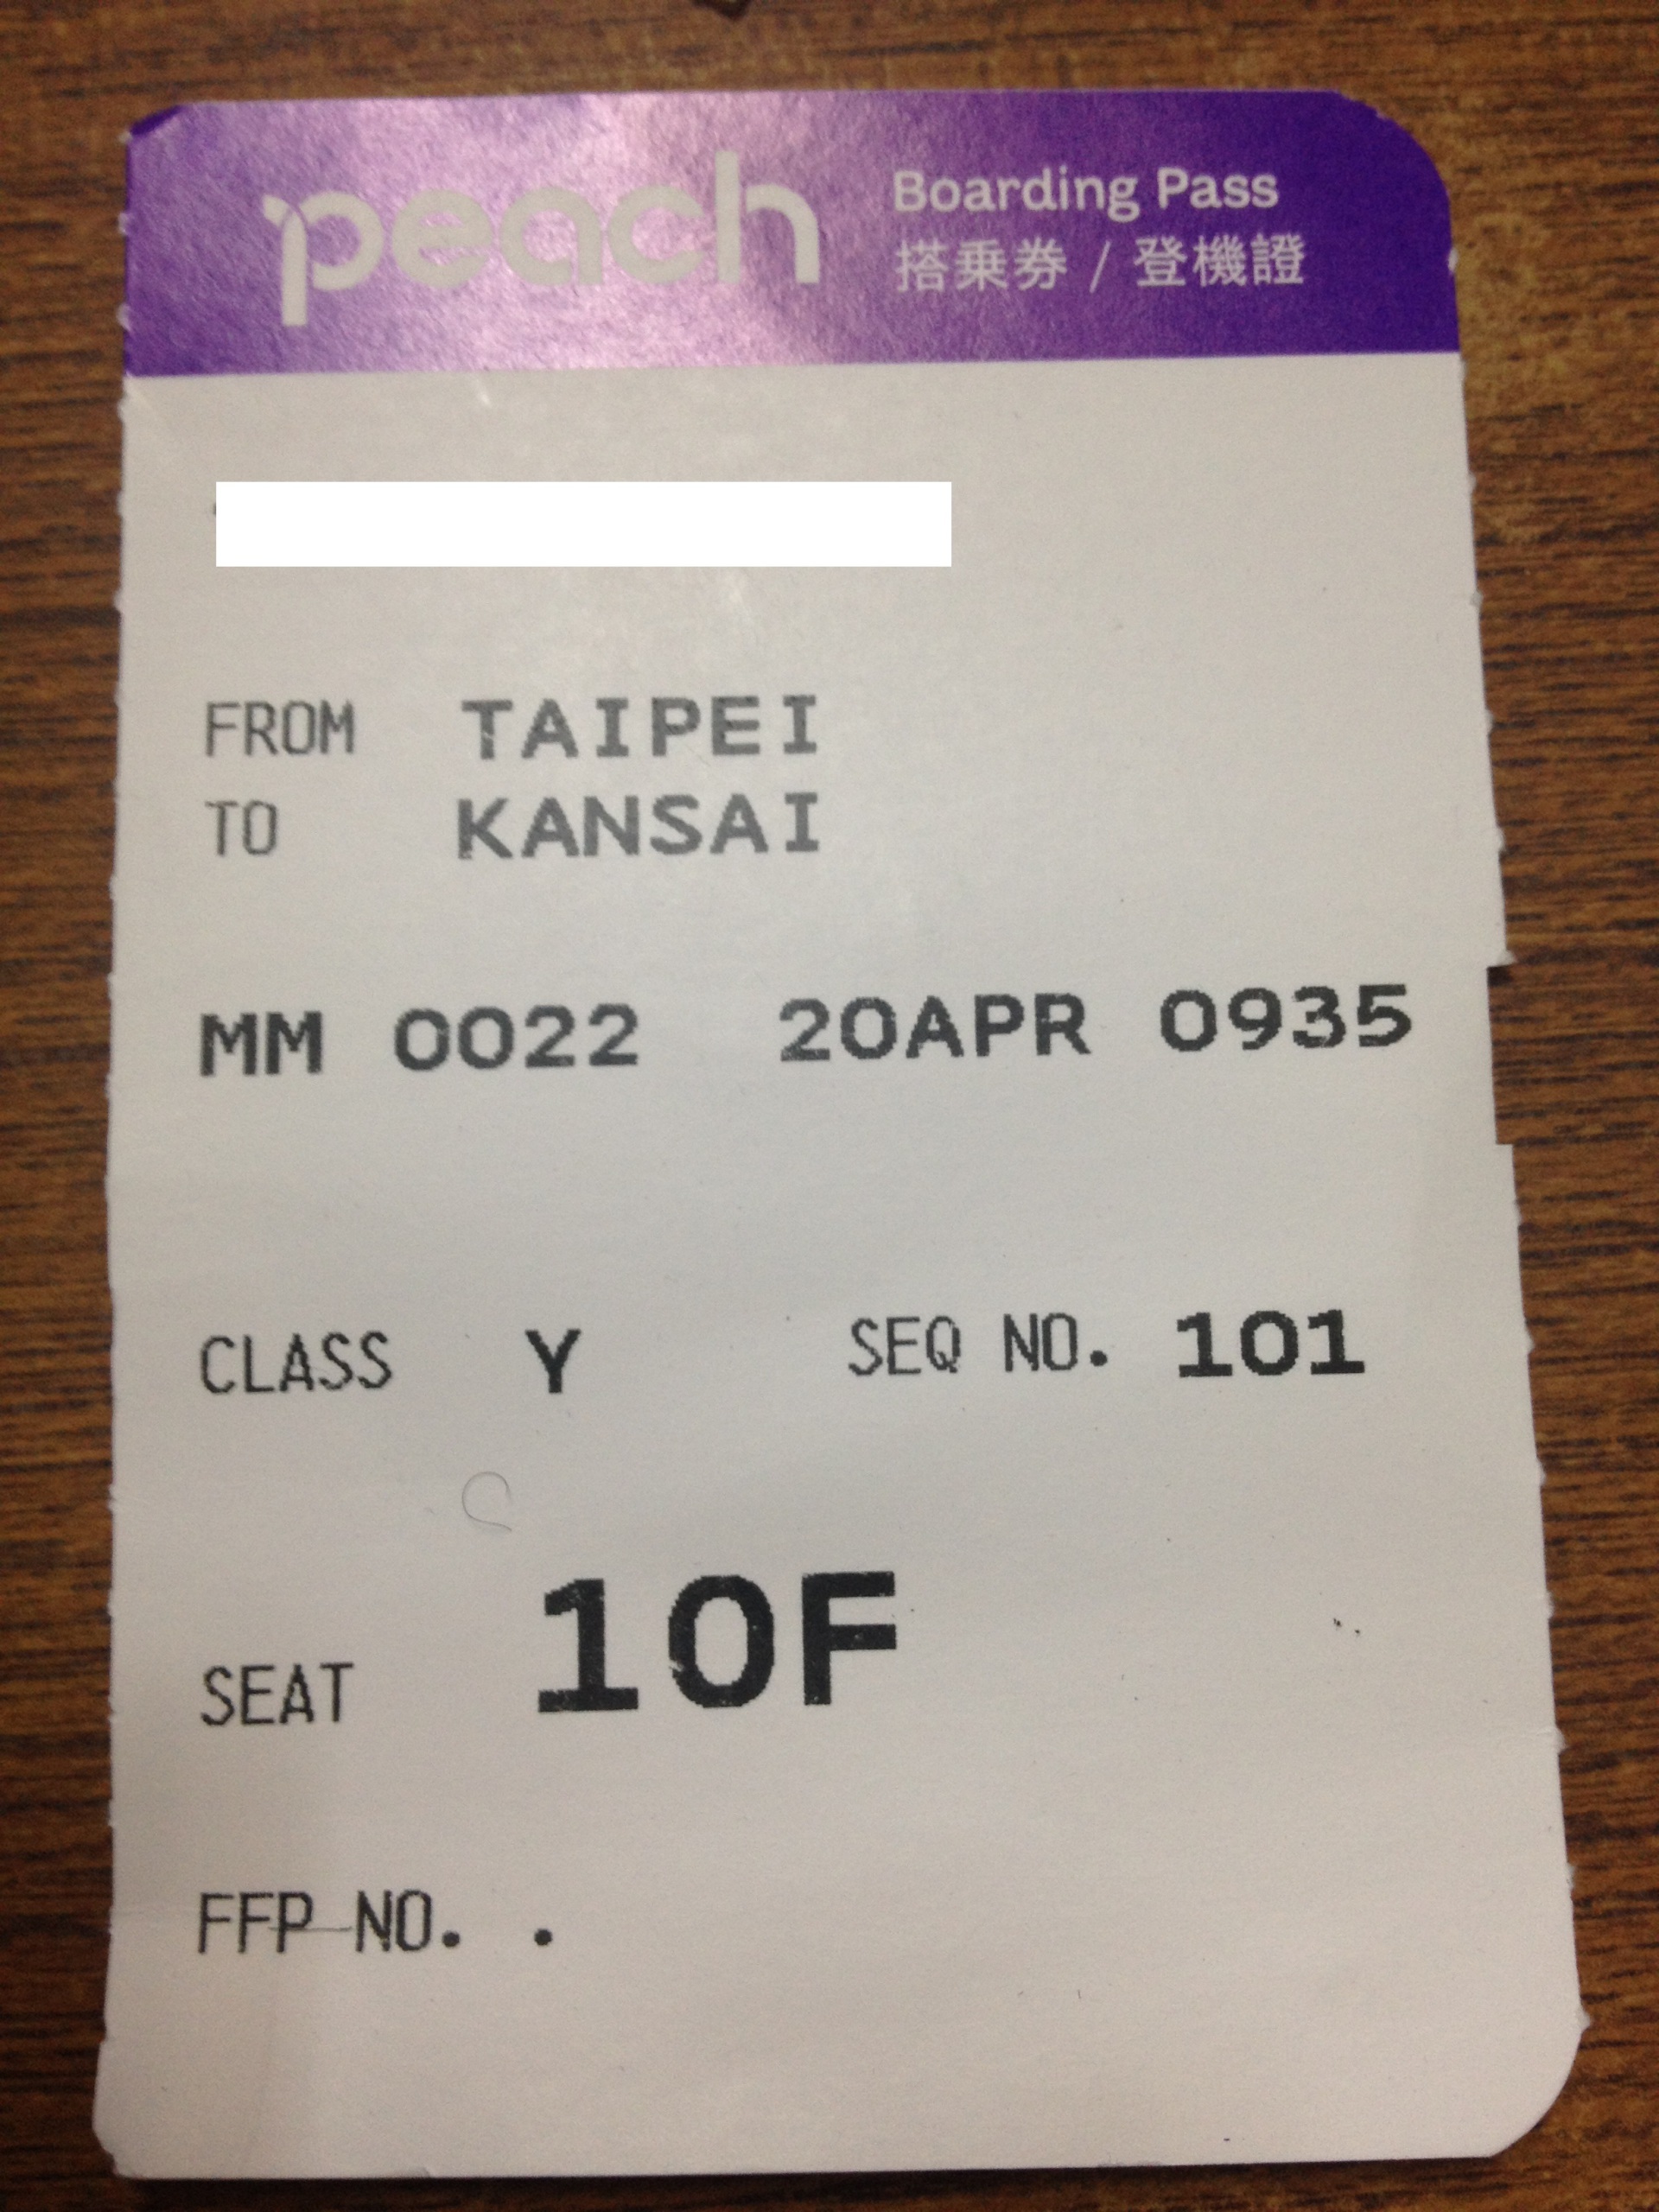 peach
Boarding Pass
搭乗券 / 登機證
FROM TAIPEI
TO KANSAI
MM 0022 20APR 0935
CLASS Y SEQ NO. 101
SEAT 10F
FFP NO. .